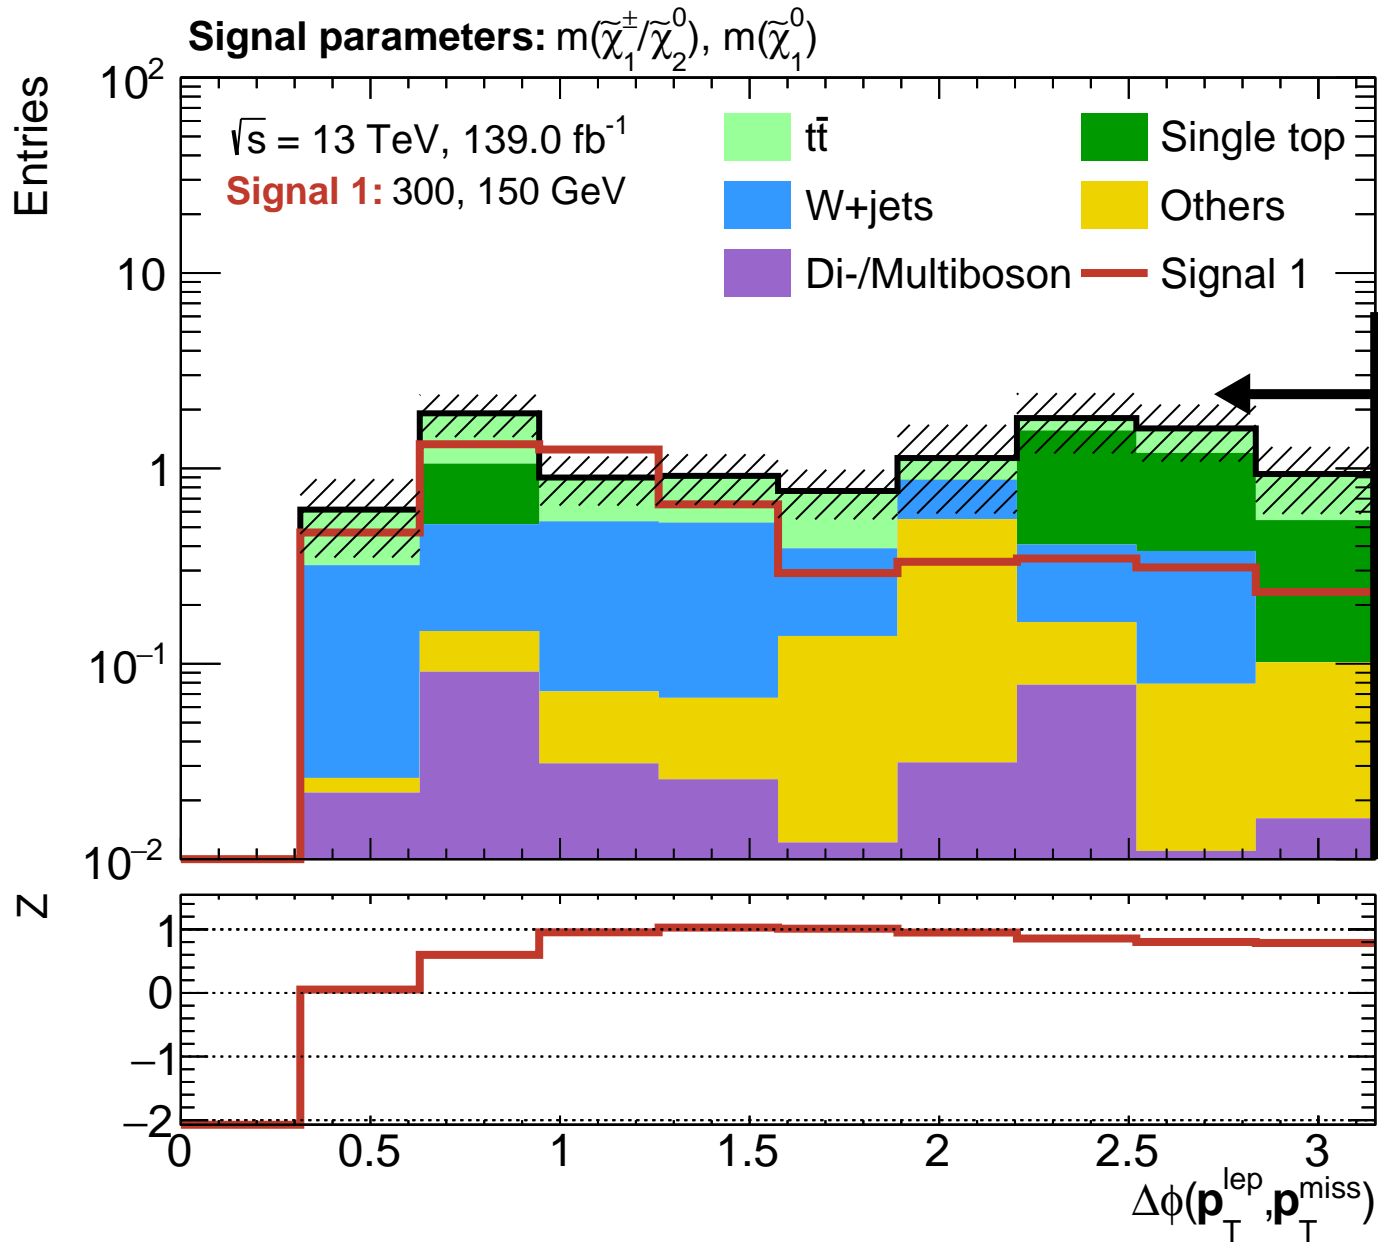 Signal parameters: m(χ̃₁±/χ̃₂⁰), m(χ̃₁⁰)
Entries
10²
10
1
10⁻¹
10⁻²
√s = 13 TeV, 139.0 fb⁻¹
Signal 1: 300, 150 GeV
tt̄
Single top
W+jets
Others
Di-/Multiboson
Signal 1
Z
1
0
−1
−2
0 0.5 1 1.5 2 2.5 3
Δϕ(p_T^lep,p_T^miss)